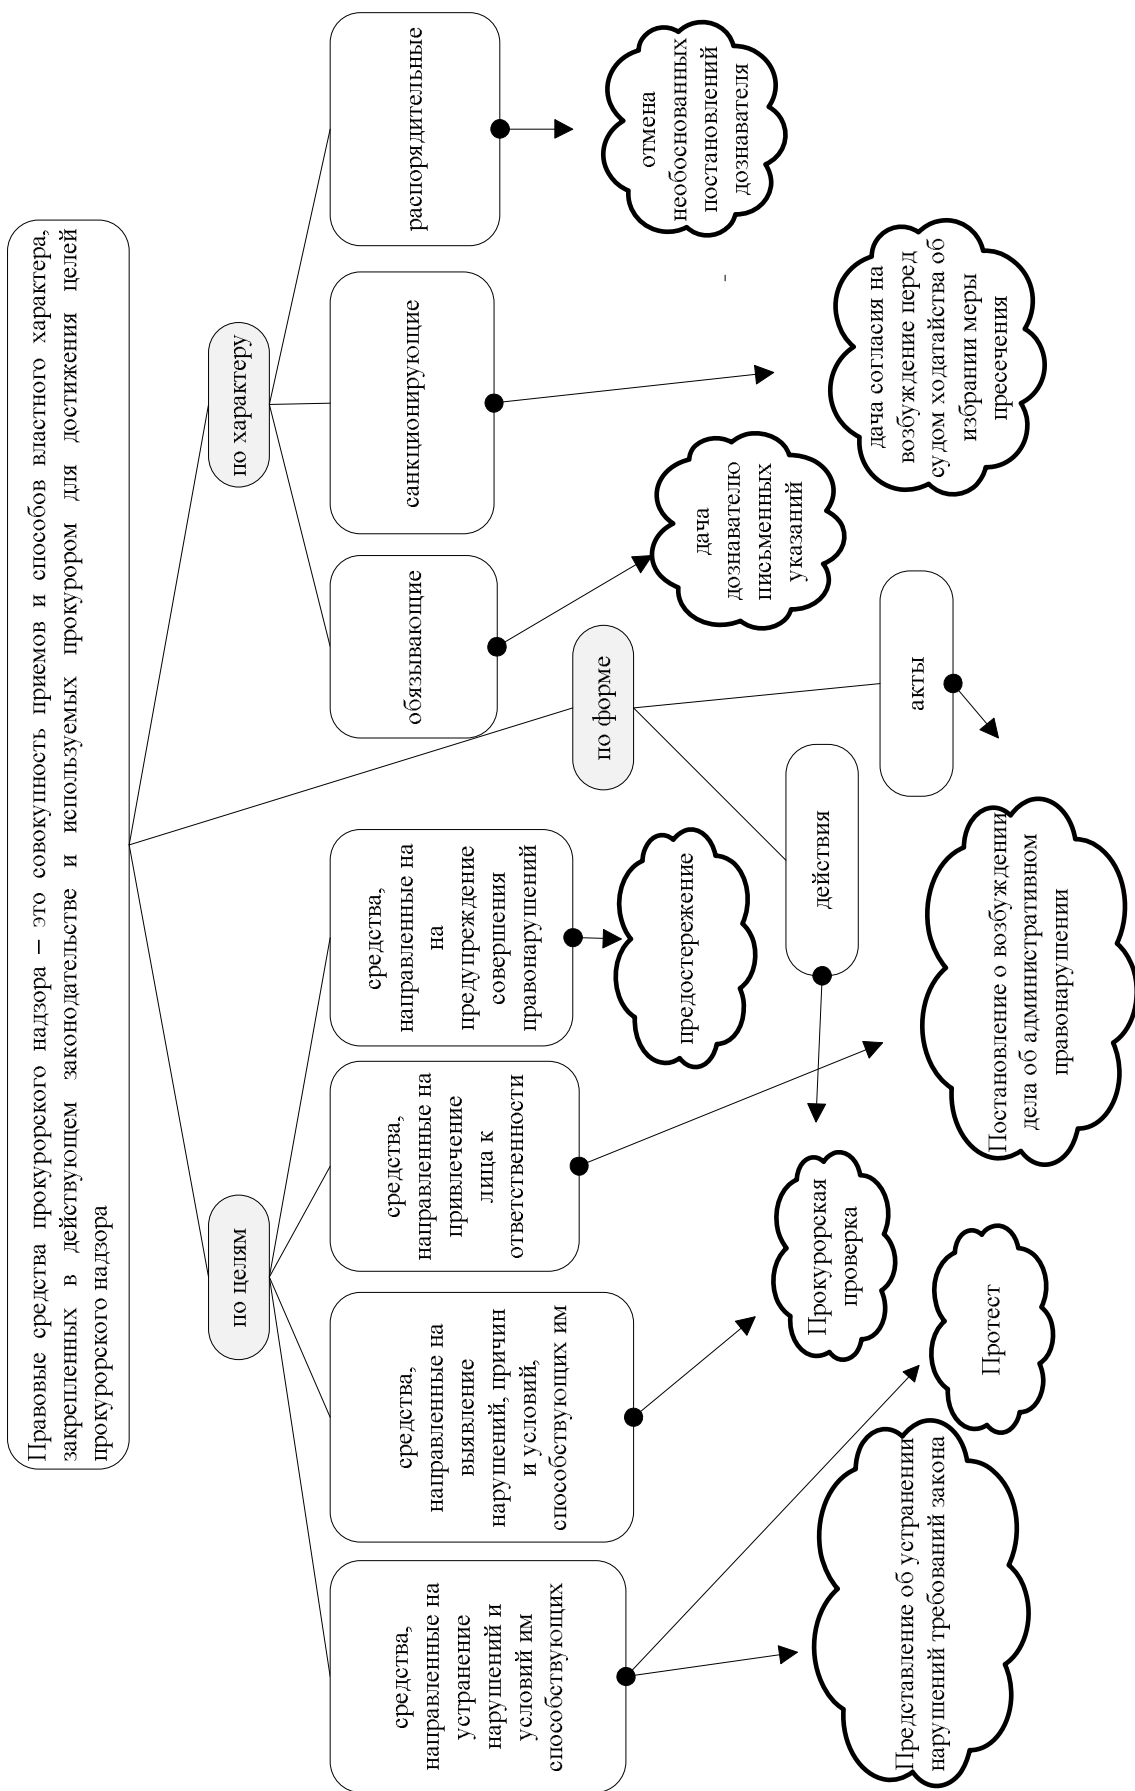 Правовые средства прокурорского надзора – это совокупность приемов и способов властного характера,
закрепленных в действующем законодательстве и используемых прокурором для достижения целей
прокурорского надзора
по целям
по форме
по характеру
средства,
направленные на
устранение
нарушений и
условий им
способствующих
средства,
направленные на
выявление
нарушений, причин
и условий,
способствующих им
средства,
направленные на
привлечение
лица к
ответственности
средства,
направленные на
на
предупреждение
совершения
правонарушений
обязывающие
санкционирующие
распорядительные
действия
акты
Представление об устранении
нарушений требований закона
Протест
Прокурорская
проверка
Постановление о возбуждении
дела об административном
правонарушении
предостережение
дача
дознавателю
письменных
указаний
дача согласия на
возбуждение перед
судом ходатайства об
избрании меры
пресечения
отмена
необоснованных
постановлений
дознавателя
-